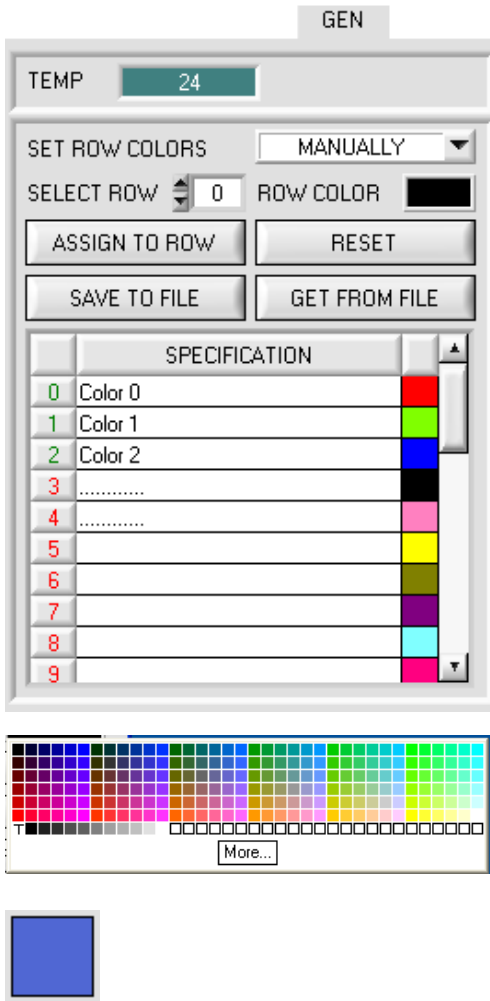 GEN
TEMP 24
SET ROW COLORS MANUALLY
SELECT ROW 0 ROW COLOR
ASSIGN TO ROW RESET
SAVE TO FILE GET FROM FILE
SPECIFICATION
0 Color 0
1 Color 1
2 Color 2
3 ............
4 ............
5
6
7
8
9
T
More...